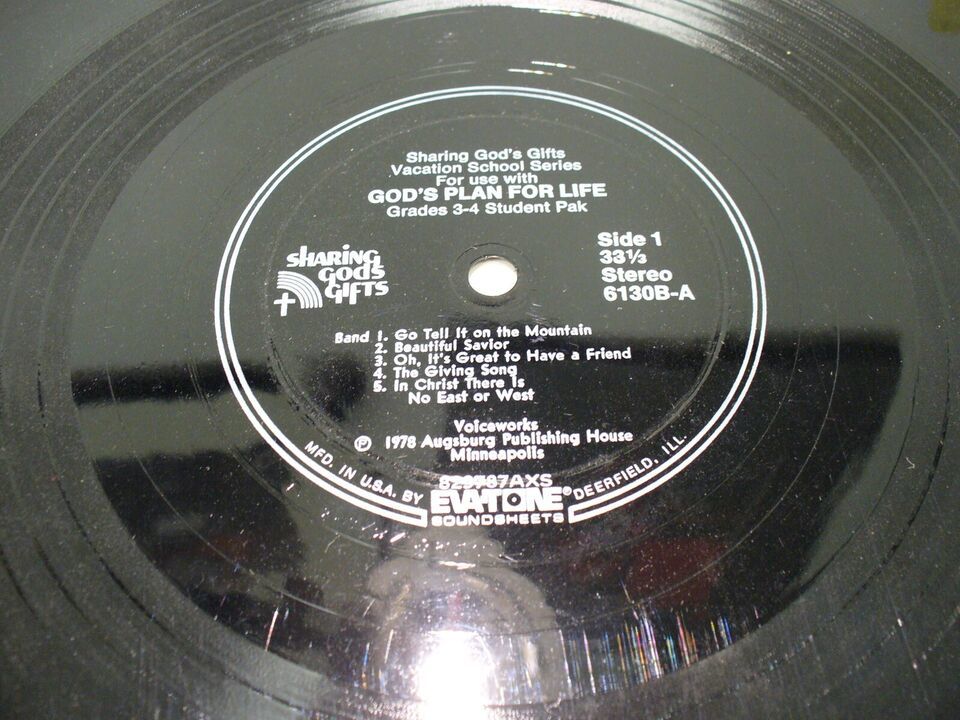 Sharing God's Gifts
Vacation School Series
For use with
GOD'S PLAN FOR LIFE
Grades 3-4 Student Pak
Side 1
33⅓
Stereo
6130B-A
sharing
god's
gifts
Band 1. Go Tell It on the Mountain
2. Beautiful Savior
3. Oh, It's Great to Have a Friend
4. The Giving Song
5. In Christ There Is
No East or West
Voiceworks
Ⓟ 1978 Augsburg Publishing House
Minneapolis
MFD. IN U.S.A. BY
EVA-TONE® DEERFIELD, ILL.
SOUNDSHEETS